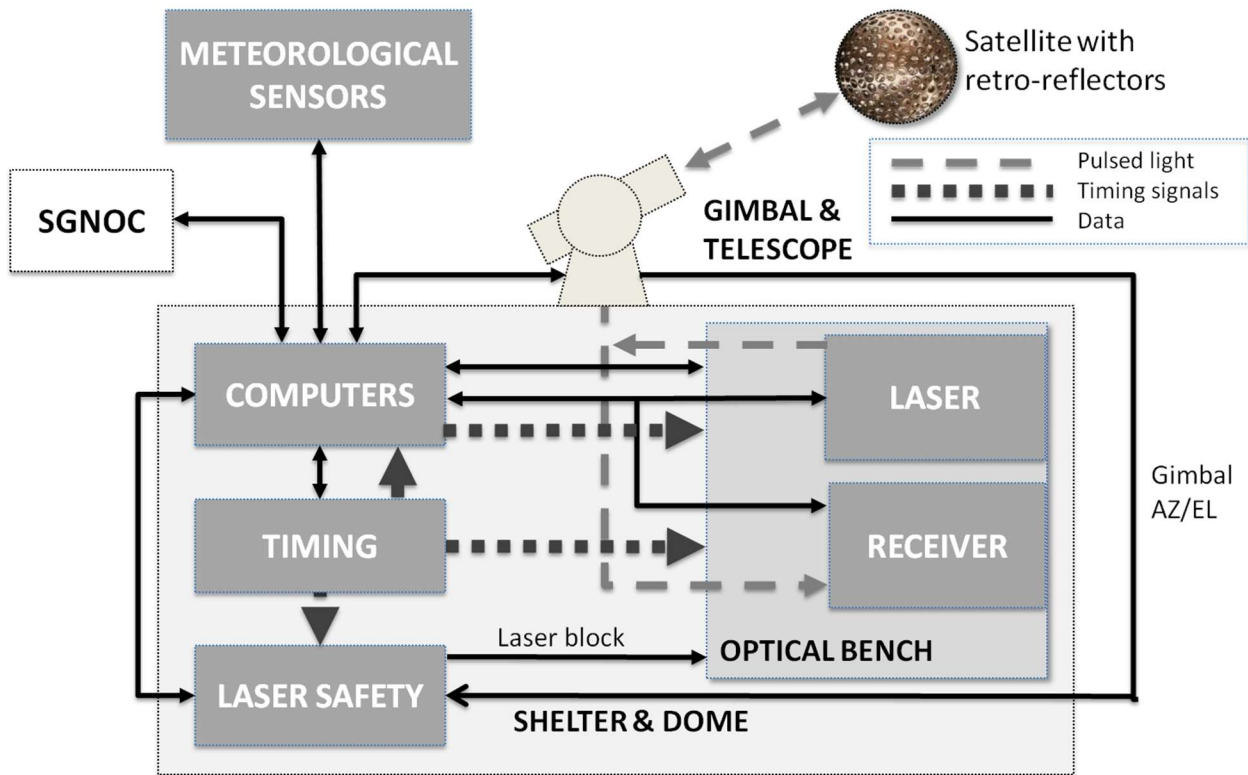 METEOROLOGICAL
SENSORS
Satellite with
retro-reflectors
Pulsed light
Timing signals
Data
SGNOC
GIMBAL &
TELESCOPE
COMPUTERS
LASER
Gimbal
AZ/EL
TIMING
RECEIVER
Laser block
OPTICAL BENCH
LASER SAFETY
SHELTER & DOME